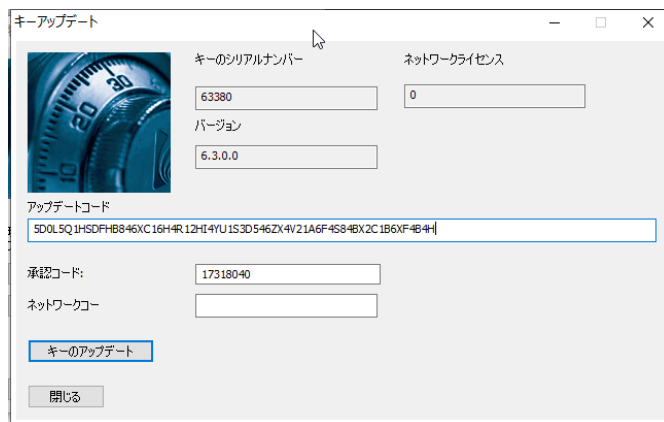 キーアップデート
キーのシリアルナンバー
ネットワークライセンス
63380
0
バージョン
6.3.0.0
アップデートコード
5D0L5Q1HSDFHB846XC16H4R12HI4YU1S3D546ZX4V21A6F4S84BX2C1B6XF4B4H
承認コード:
17318040
ネットワークコー
キーのアップデート
閉じる
30
20
10